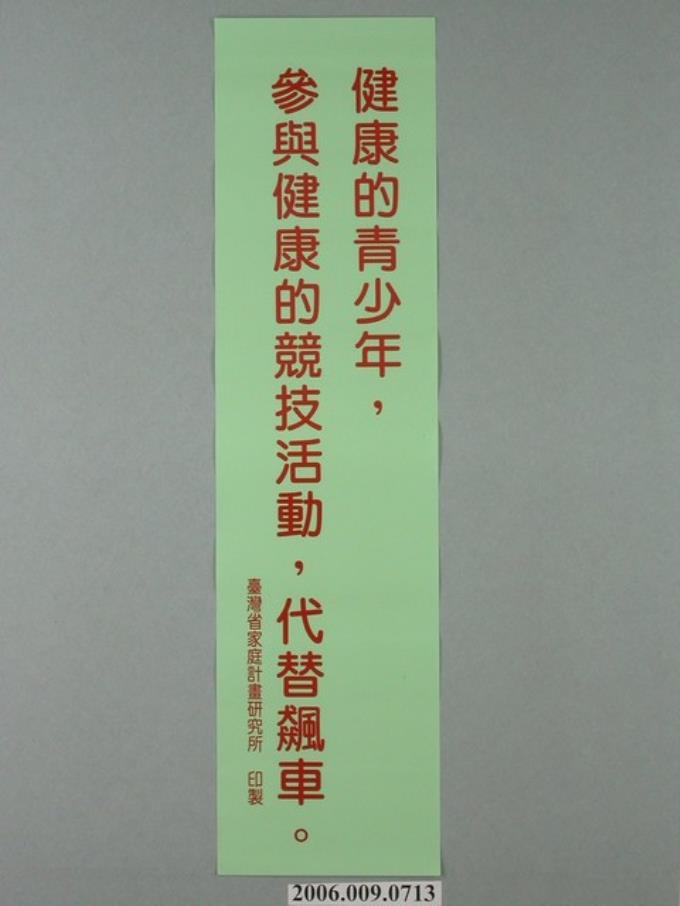 健康的青少年，
參與健康的競技活動，代替飆車。
臺灣省家庭計畫研究所 印製
2006.009.0713